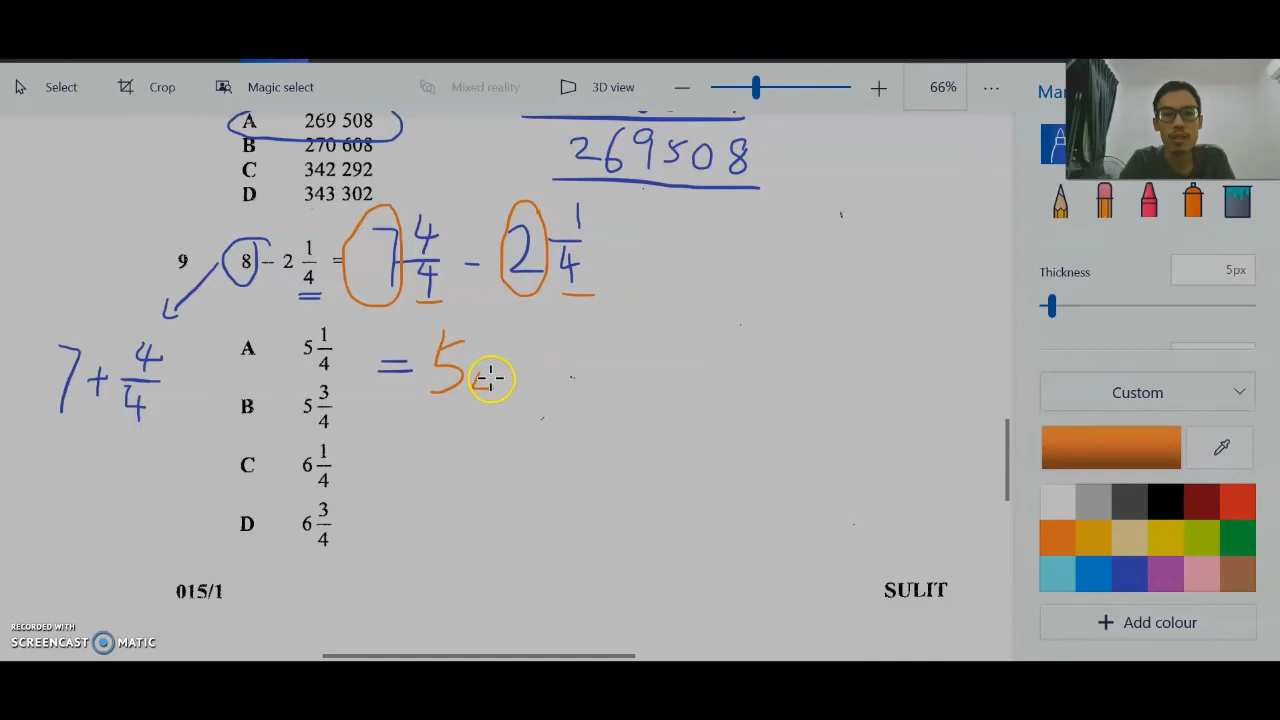 Select Crop Magic select Mixed reality 3D view 66% ... Mar
A 269 508
B 270 608
C 342 292
D 343 302
269508
9 8 − 2 1/4 = 7 4/4 − 2 1/4
7 + 4/4
= 5
A 5 1/4
B 5 3/4
C 6 1/4
D 6 3/4
015/1 SULIT
Thickness 5px
Custom
+ Add colour
RECORDED WITH
SCREENCAST MATIC